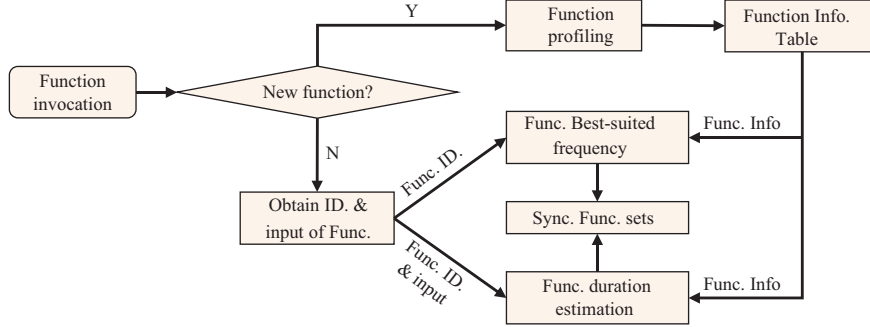 Y
Function
profiling
Function Info.
Table
Function
invocation
New function?
Func. Best-suited
frequency
Func. Info
N
Func. ID.
Obtain ID. &
input of Func.
Sync. Func. sets
Func. ID.
& input
Func. duration
estimation
Func. Info